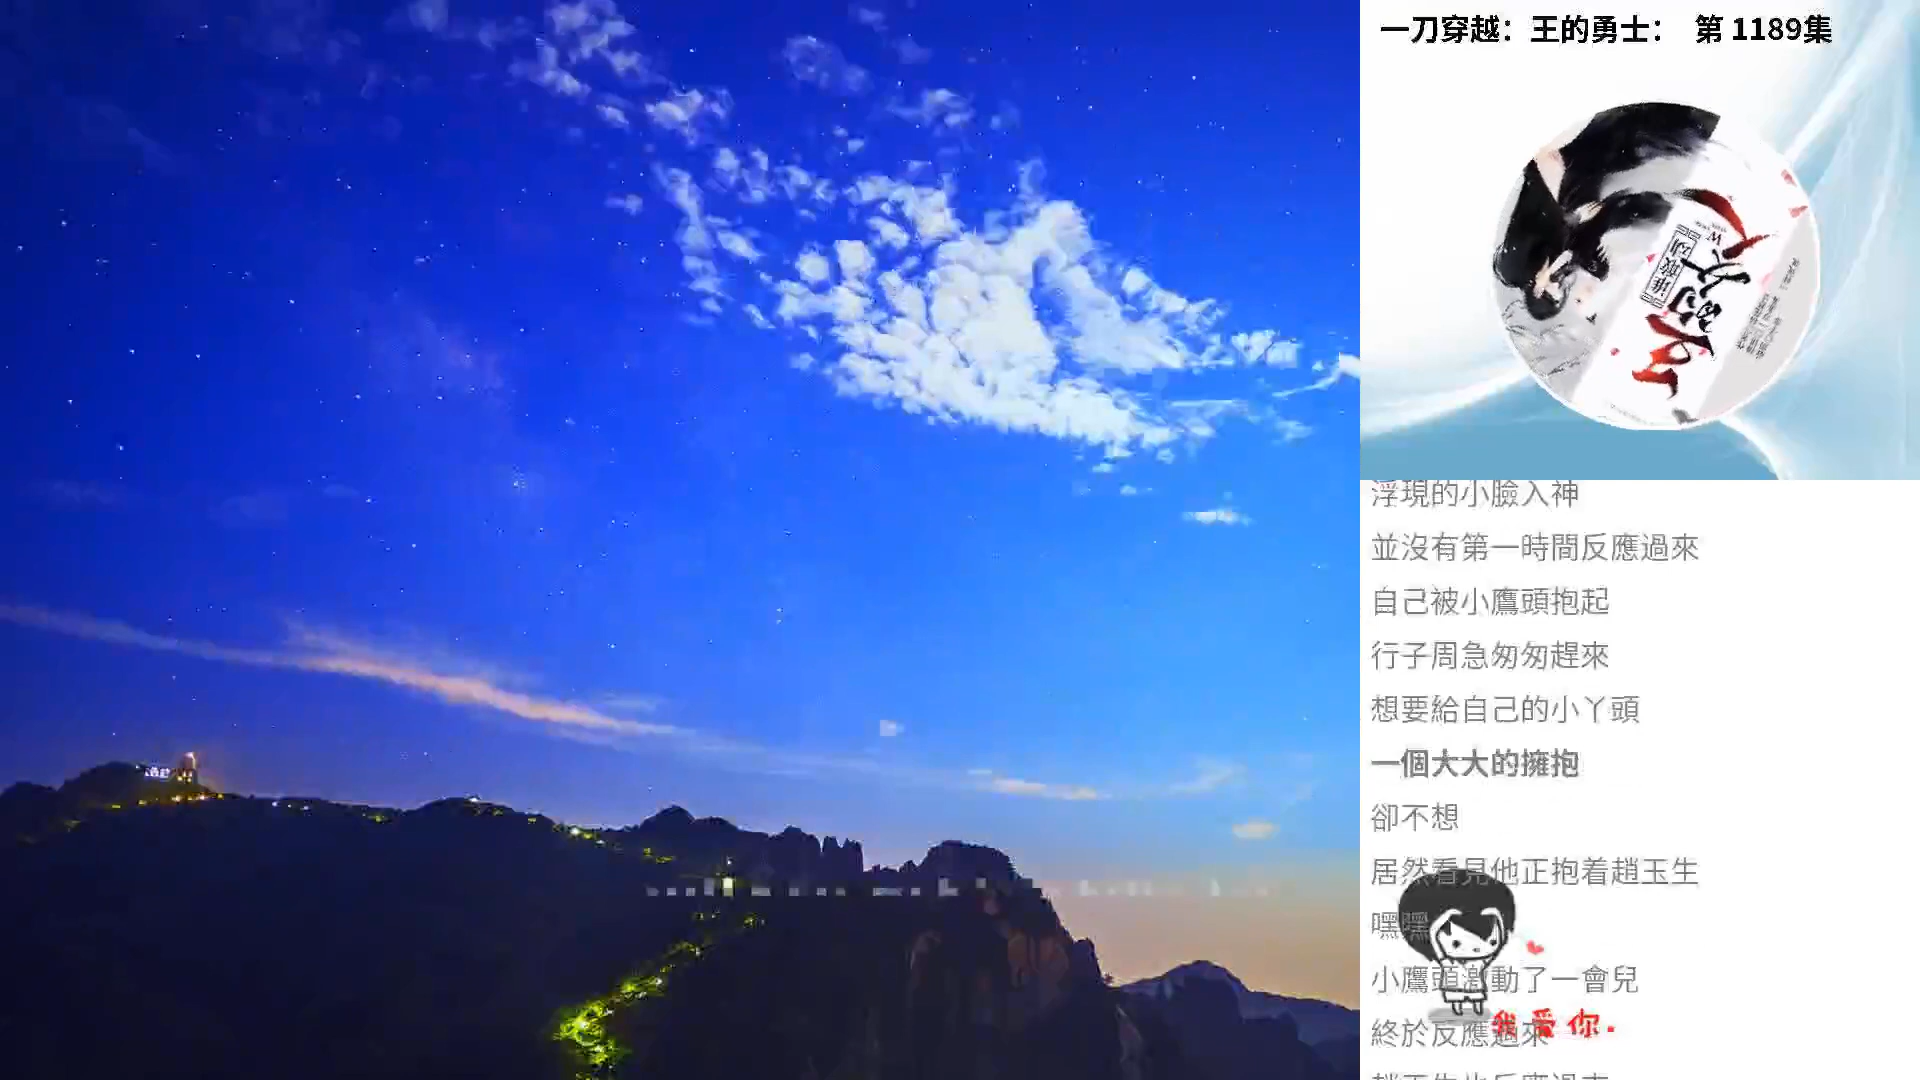 一刀穿越：王的勇士： 第 1189集
谁敢动
浮現的小臉入神
並沒有第一時間反應過來
自己被小鷹頭抱起
行子周急匆匆趕來
想要給自己的小丫頭
一個大大的擁抱
卻不想
居然看見他正抱着趙玉生
嘿嘿
小鷹頭激動了一會兒
終於反應過來
我爱你.